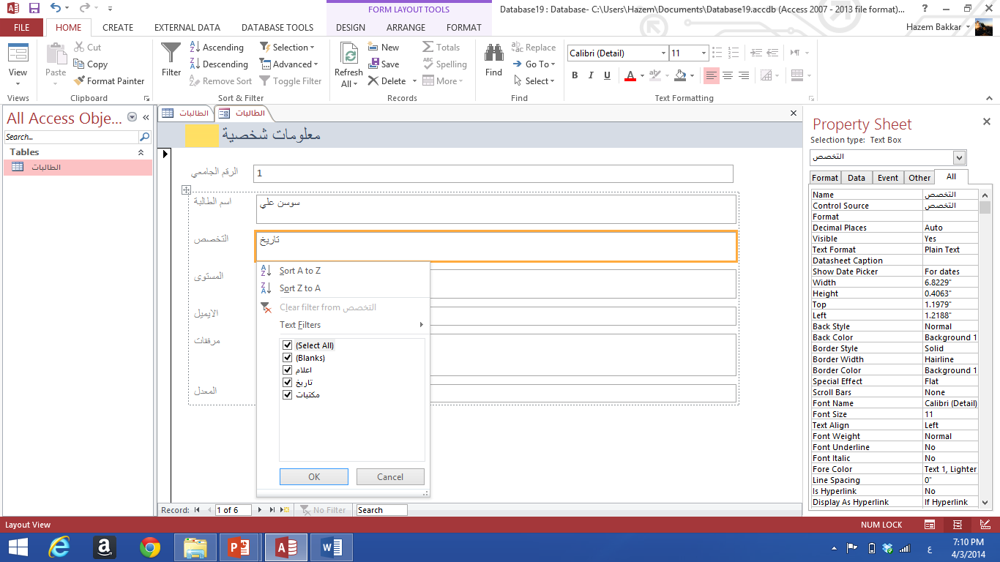 FORM LAYOUT TOOLS
Database19 : Database- C:\Users\Hazem\Documents\Database19.accdb (Access 2007 - 2013 file format)...
FILE HOME CREATE EXTERNAL DATA DATABASE TOOLS DESIGN ARRANGE FORMAT Hazem Bakkar
View
Views
Paste
Cut
Copy
Format Painter
Clipboard
Filter
Ascending
Descending
Remove Sort
Selection
Advanced
Toggle Filter
Sort & Filter
Refresh All
New
Save
Delete
Totals
Spelling
More
Records
Find
Replace
Go To
Select
Find
Calibri (Detail) 11
B I U
Text Formatting
All Access Obje...
Search...
Tables
الطالبات
الطالبات
الطالبات
معلومات شخصية
الرقم الجامعي 1
اسم الطالبة سوسن علي
التخصص تاريخ
المستوى
الايميل
مرفقات
المعدل
Sort A to Z
Sort Z to A
Clear filter from التخصص
Text Filters
(Select All)
(Blanks)
اعلام
تاريخ
مكتبات
OK Cancel
Record: 1 of 6 No Filter Search
Property Sheet
Selection type: Text Box
التخصص
Format Data Event Other All
Name التخصص
Control Source التخصص
Format
Decimal Places Auto
Visible Yes
Text Format Plain Text
Datasheet Caption
Show Date Picker For dates
Width 6.8229"
Height 0.4063"
Top 1.1979"
Left 1.2188"
Back Style Normal
Back Color Background 1
Border Style Solid
Border Width Hairline
Border Color Background 1
Special Effect Flat
Scroll Bars None
Font Name Calibri (Detail)
Font Size 11
Text Align Left
Font Weight Normal
Font Underline No
Font Italic No
Fore Color Text 1, Lighter
Line Spacing 0"
Is Hyperlink No
Display As Hyperlink If Hyperlink
Layout View NUM LOCK
ع
7:10 PM
4/3/2014